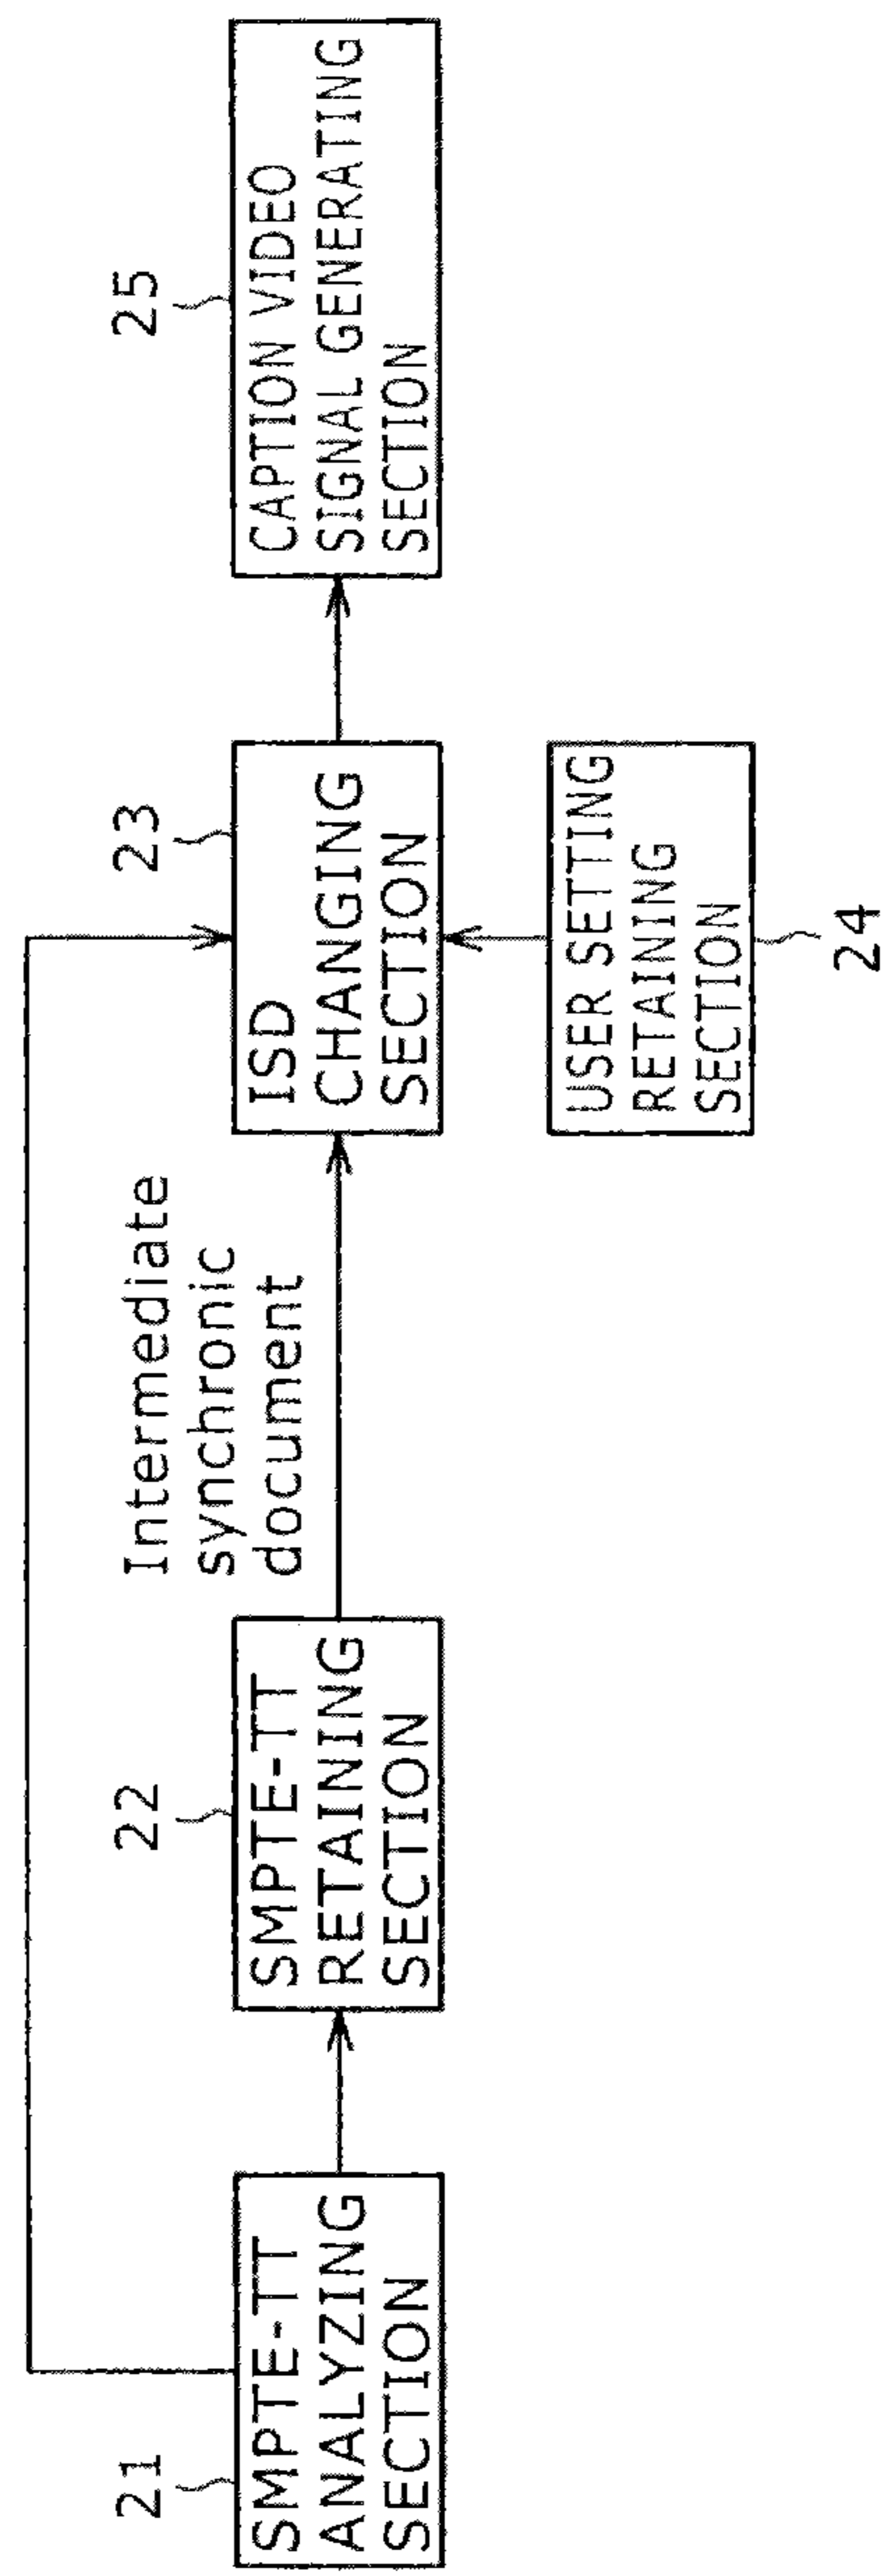 21
SMPTE-TT
ANALYZING
SECTION
22
SMPTE-TT
RETAINING
SECTION
Intermediate
synchronic
document
23
ISD
CHANGING
SECTION
25
CAPTION VIDEO
SIGNAL GENERATING
SECTION
USER SETTING
RETAINING
SECTION
24